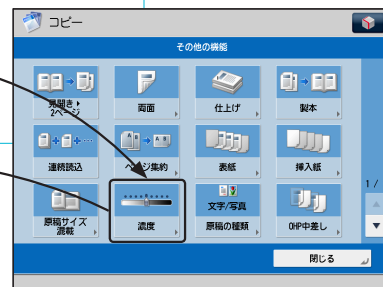 コピー
その他の機能
見開き▸
2ページ
両面
仕上げ
製本
連続読込
ページ集約
表紙
挿入紙
1/
原稿サイズ
混載
濃度
文字/写真
原稿の種類
OHP中差し
閉じる